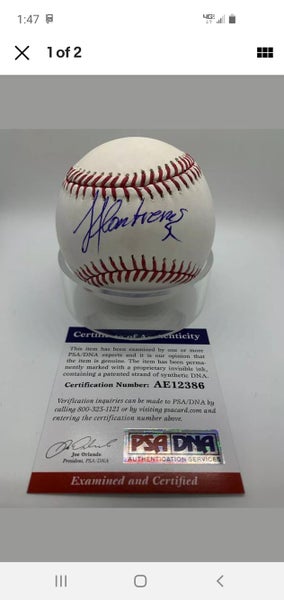 1:47
1 of 2
J Contreras
Certificate of Authenticity
This item has been examined by one or more
PSA/DNA experts and it is our opinion that
the item is genuine. The item has been perma-
nently marked with a proprietary invisible ink,
containing a patented strand of synthetic DNA.
Certification Number: AE12386
Verification inquiries can be made to PSA/DNA by
calling 800-325-1121 or by visiting psacard.com and
entering the certification above.
Joe Orlando
President, PSA/DNA
PSA DNA
AUTHENTICATION SERVICES
Examined and Certified